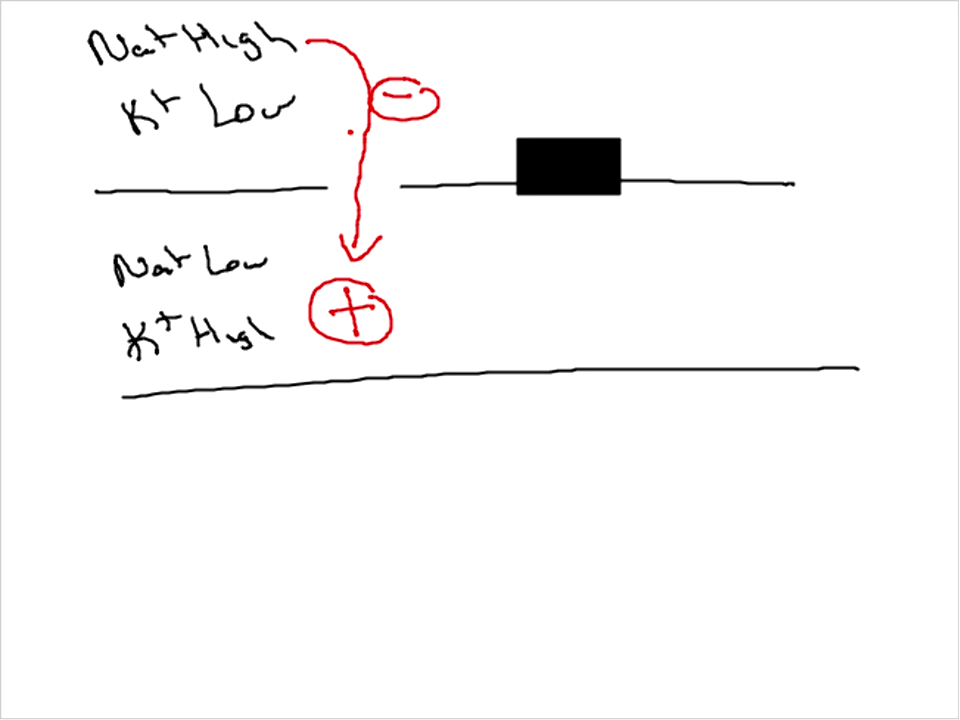 Na+ High
K+ Low
−
Na+ Low
K+ High
+